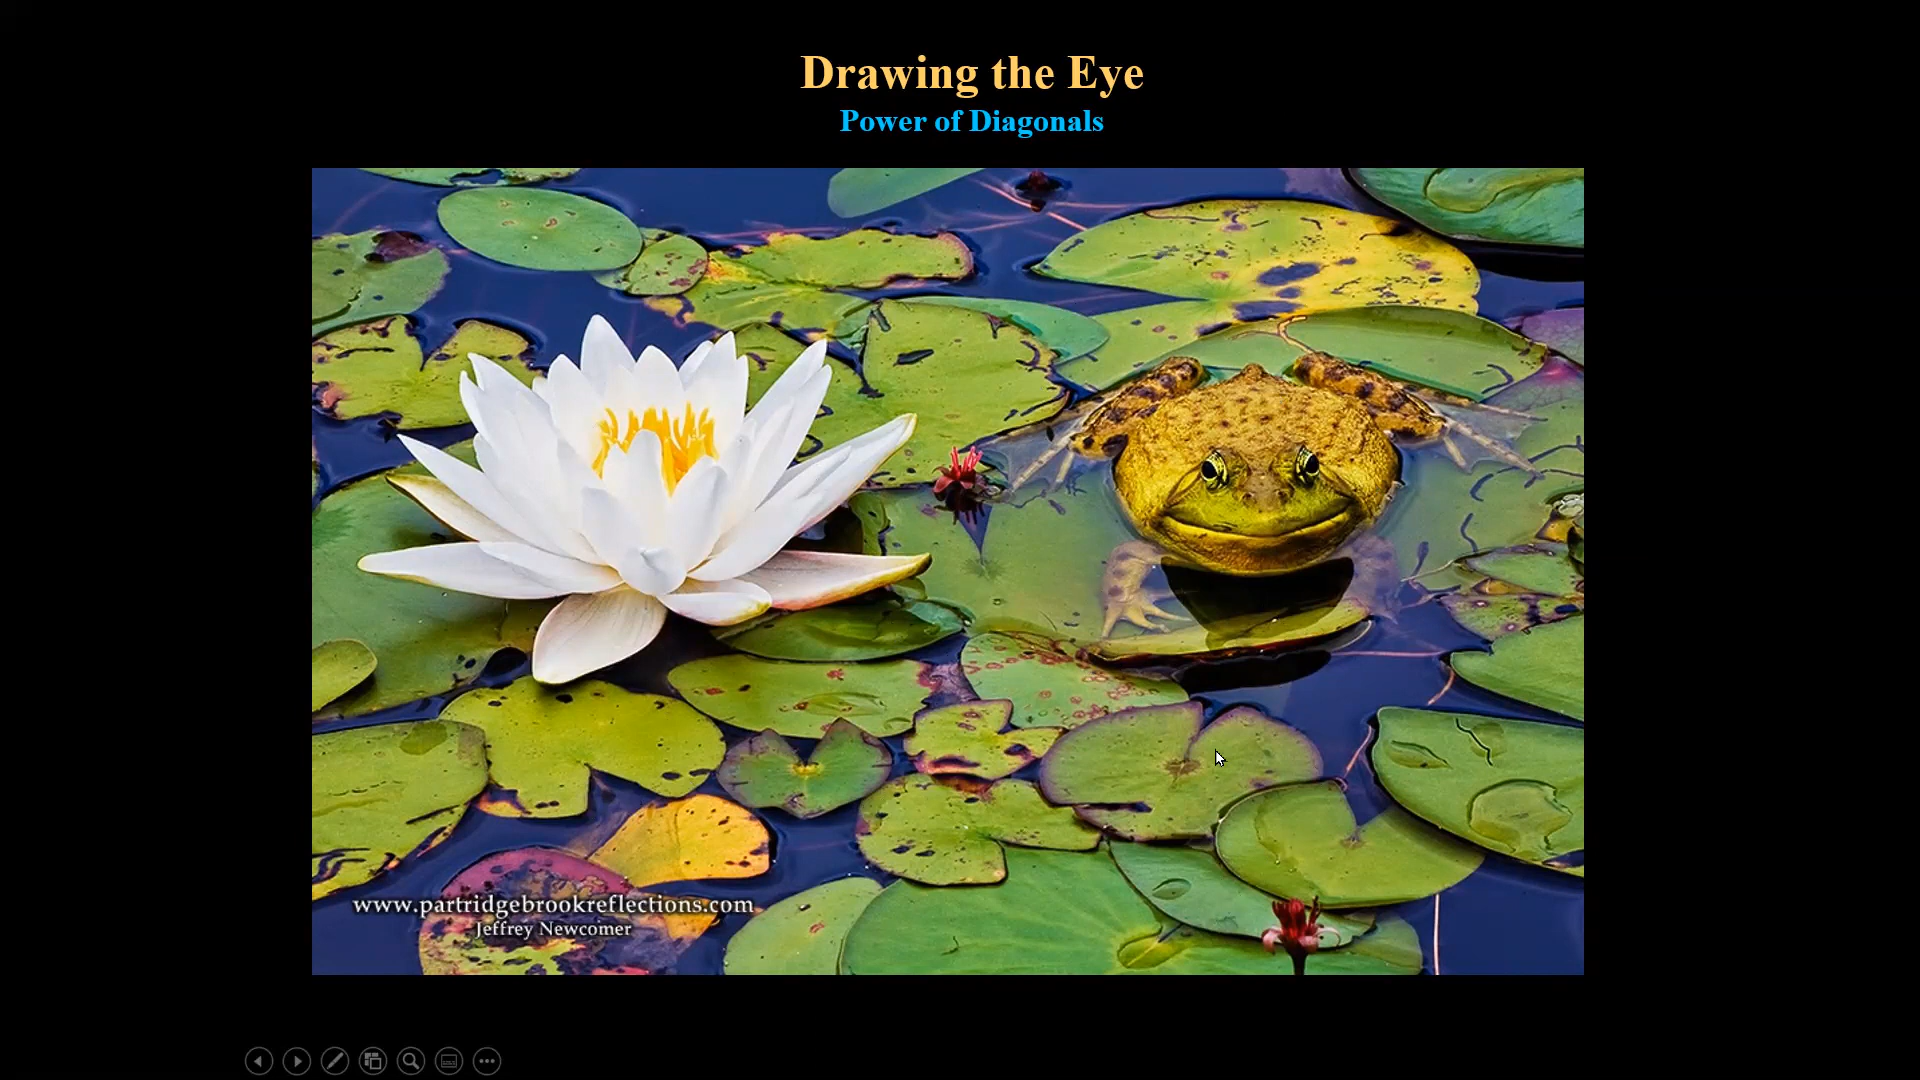 Drawing the Eye
Power of Diagonals
www.partridgebrookreflections.com
Jeffrey Newcomer